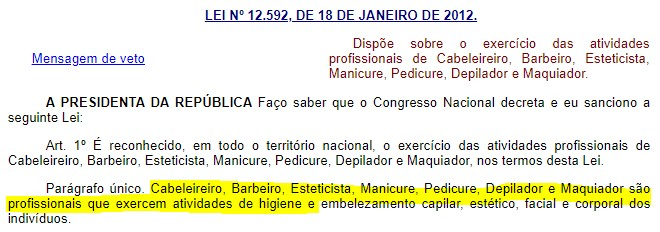 LEI Nº 12.592, DE 18 DE JANEIRO DE 2012.
Mensagem de veto
Dispõe sobre o exercício das atividades
profissionais de Cabeleireiro, Barbeiro, Esteticista,
Manicure, Pedicure, Depilador e Maquiador.
A PRESIDENTA DA REPÚBLICA Faço saber que o Congresso Nacional decreta e eu sanciono a
seguinte Lei:
Art. 1º É reconhecido, em todo o território nacional, o exercício das atividades profissionais de
Cabeleireiro, Barbeiro, Esteticista, Manicure, Pedicure, Depilador e Maquiador, nos termos desta Lei.
Parágrafo único. Cabeleireiro, Barbeiro, Esteticista, Manicure, Pedicure, Depilador e Maquiador são
profissionais que exercem atividades de higiene e embelezamento capilar, estético, facial e corporal dos
indivíduos.